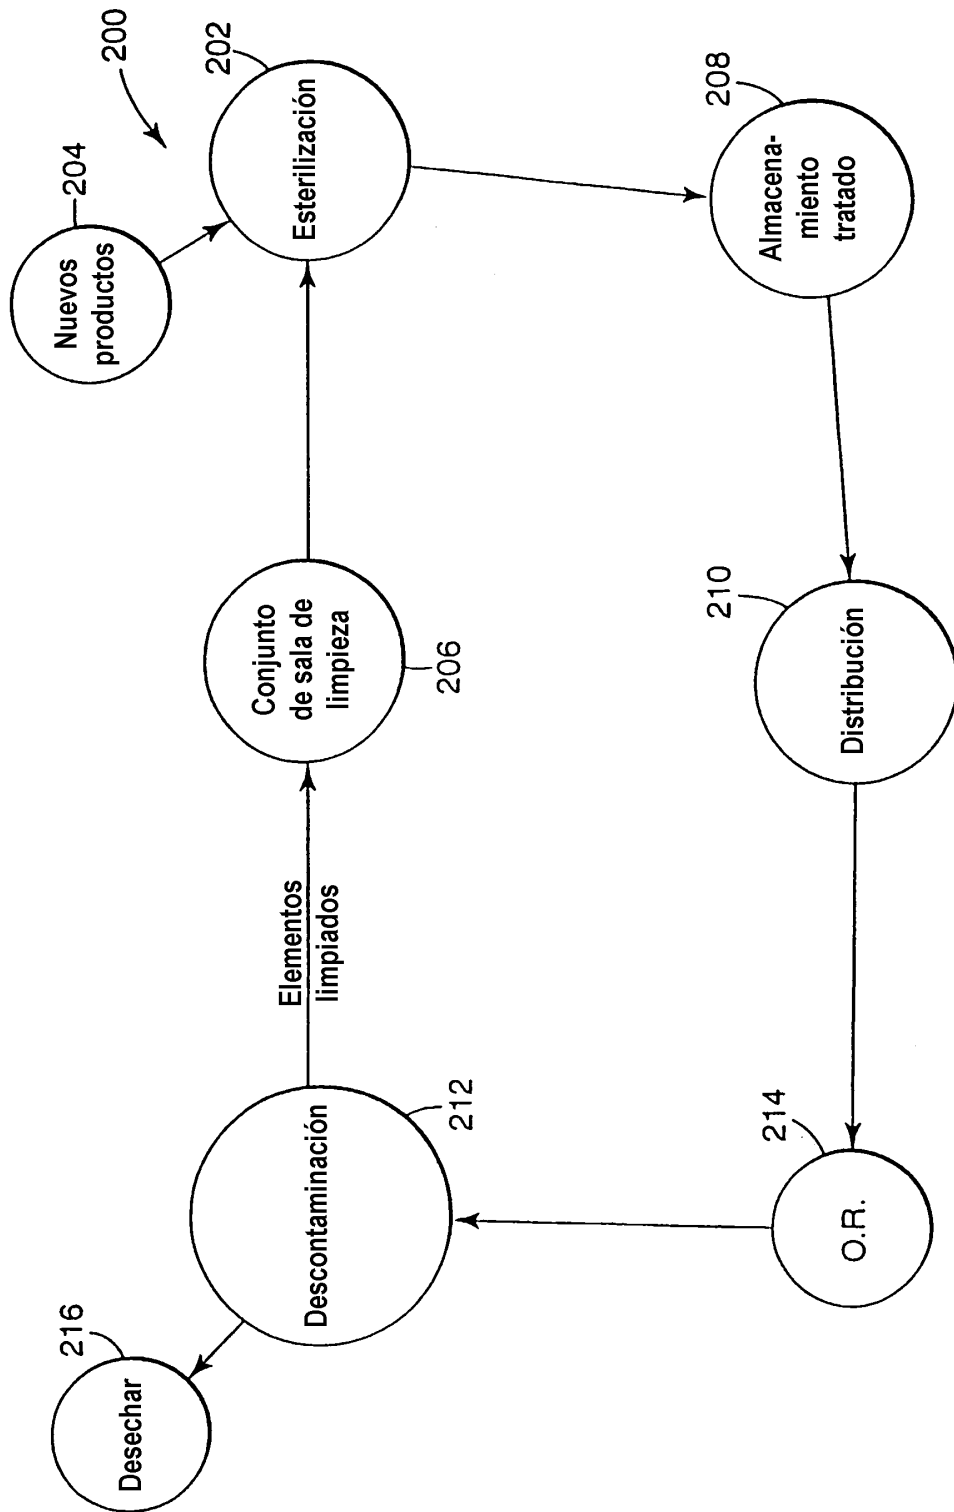 200
204
Nuevos
productos
202
Esterilización
208
Almacena-
miento
tratado
206
Conjunto
de sala de
limpieza
210
Distribución
Elementos
limpiados
212
Descontaminación
214
O.R.
216
Desechar